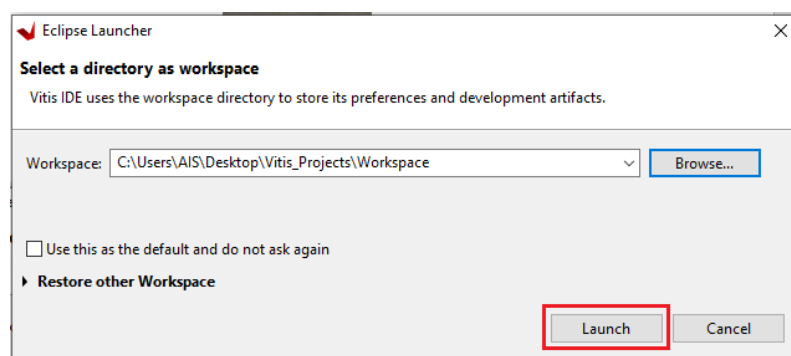 Eclipse Launcher
Select a directory as workspace
Vitis IDE uses the workspace directory to store its preferences and development artifacts.
Workspace: C:\Users\AIS\Desktop\Vitis_Projects\Workspace Browse...
Use this as the default and do not ask again
Restore other Workspace
Launch Cancel